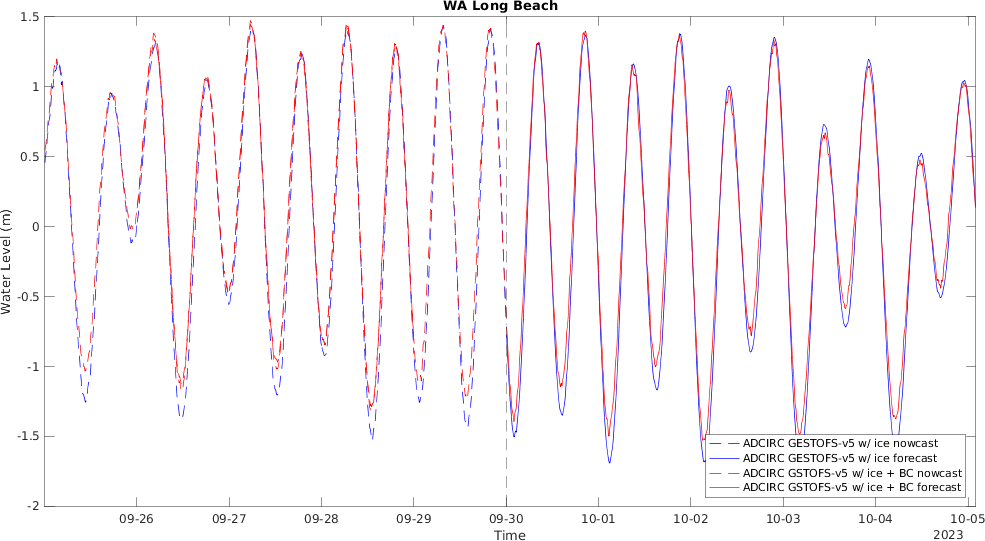 WA Long Beach
1.5
1
0.5
0
-0.5
-1
-1.5
-2
Water Level (m)
09-26 09-27 09-28 09-29 09-30 10-01 10-02 10-03 10-04 10-05
2023
Time
ADCIRC GESTOFS-v5 w/ ice nowcast
ADCIRC GESTOFS-v5 w/ ice forecast
ADCIRC GSTOFS-v5 w/ ice + BC nowcast
ADCIRC GSTOFS-v5 w/ ice + BC forecast